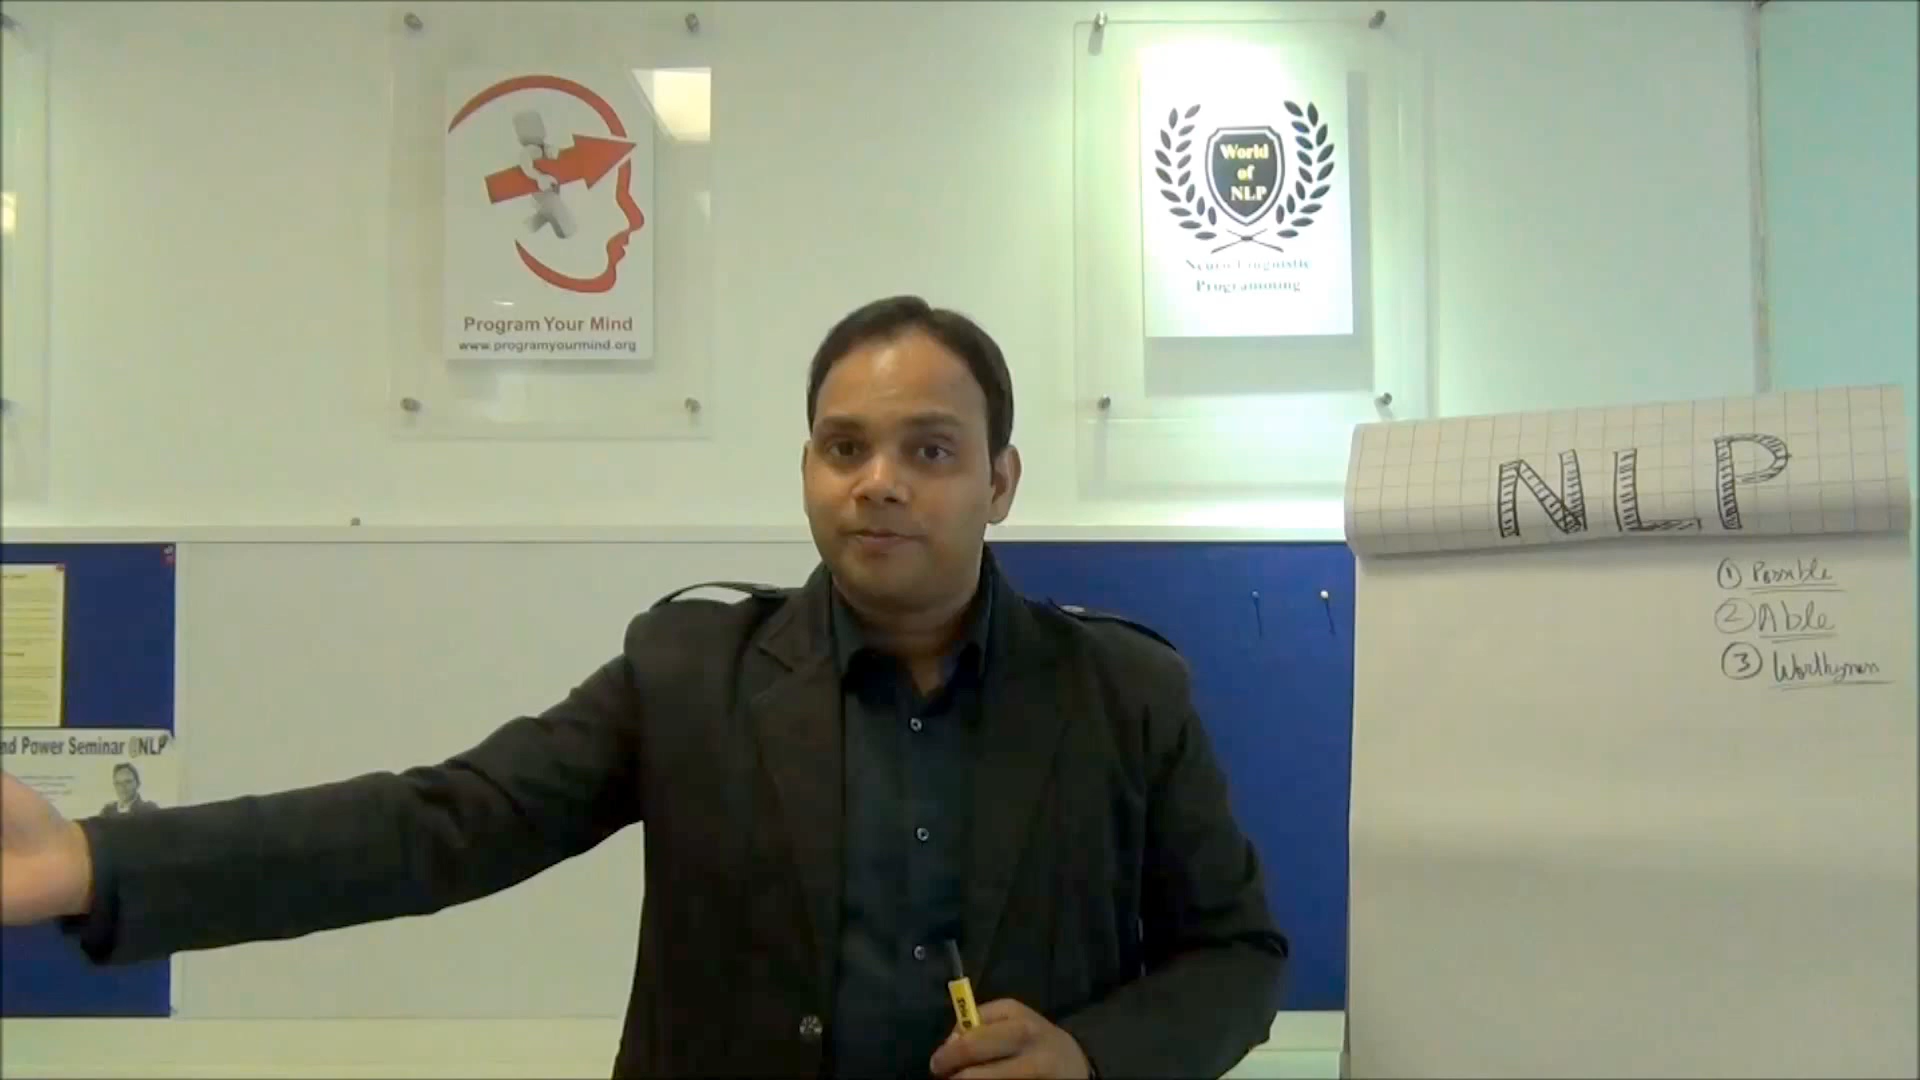 Program Your Mind
www.programyourmind.org
World
of
NLP
Neuro Linguistic
Programming
NLP
① Possible
② Able
③ Worthyness
nd Power Seminar @NLP